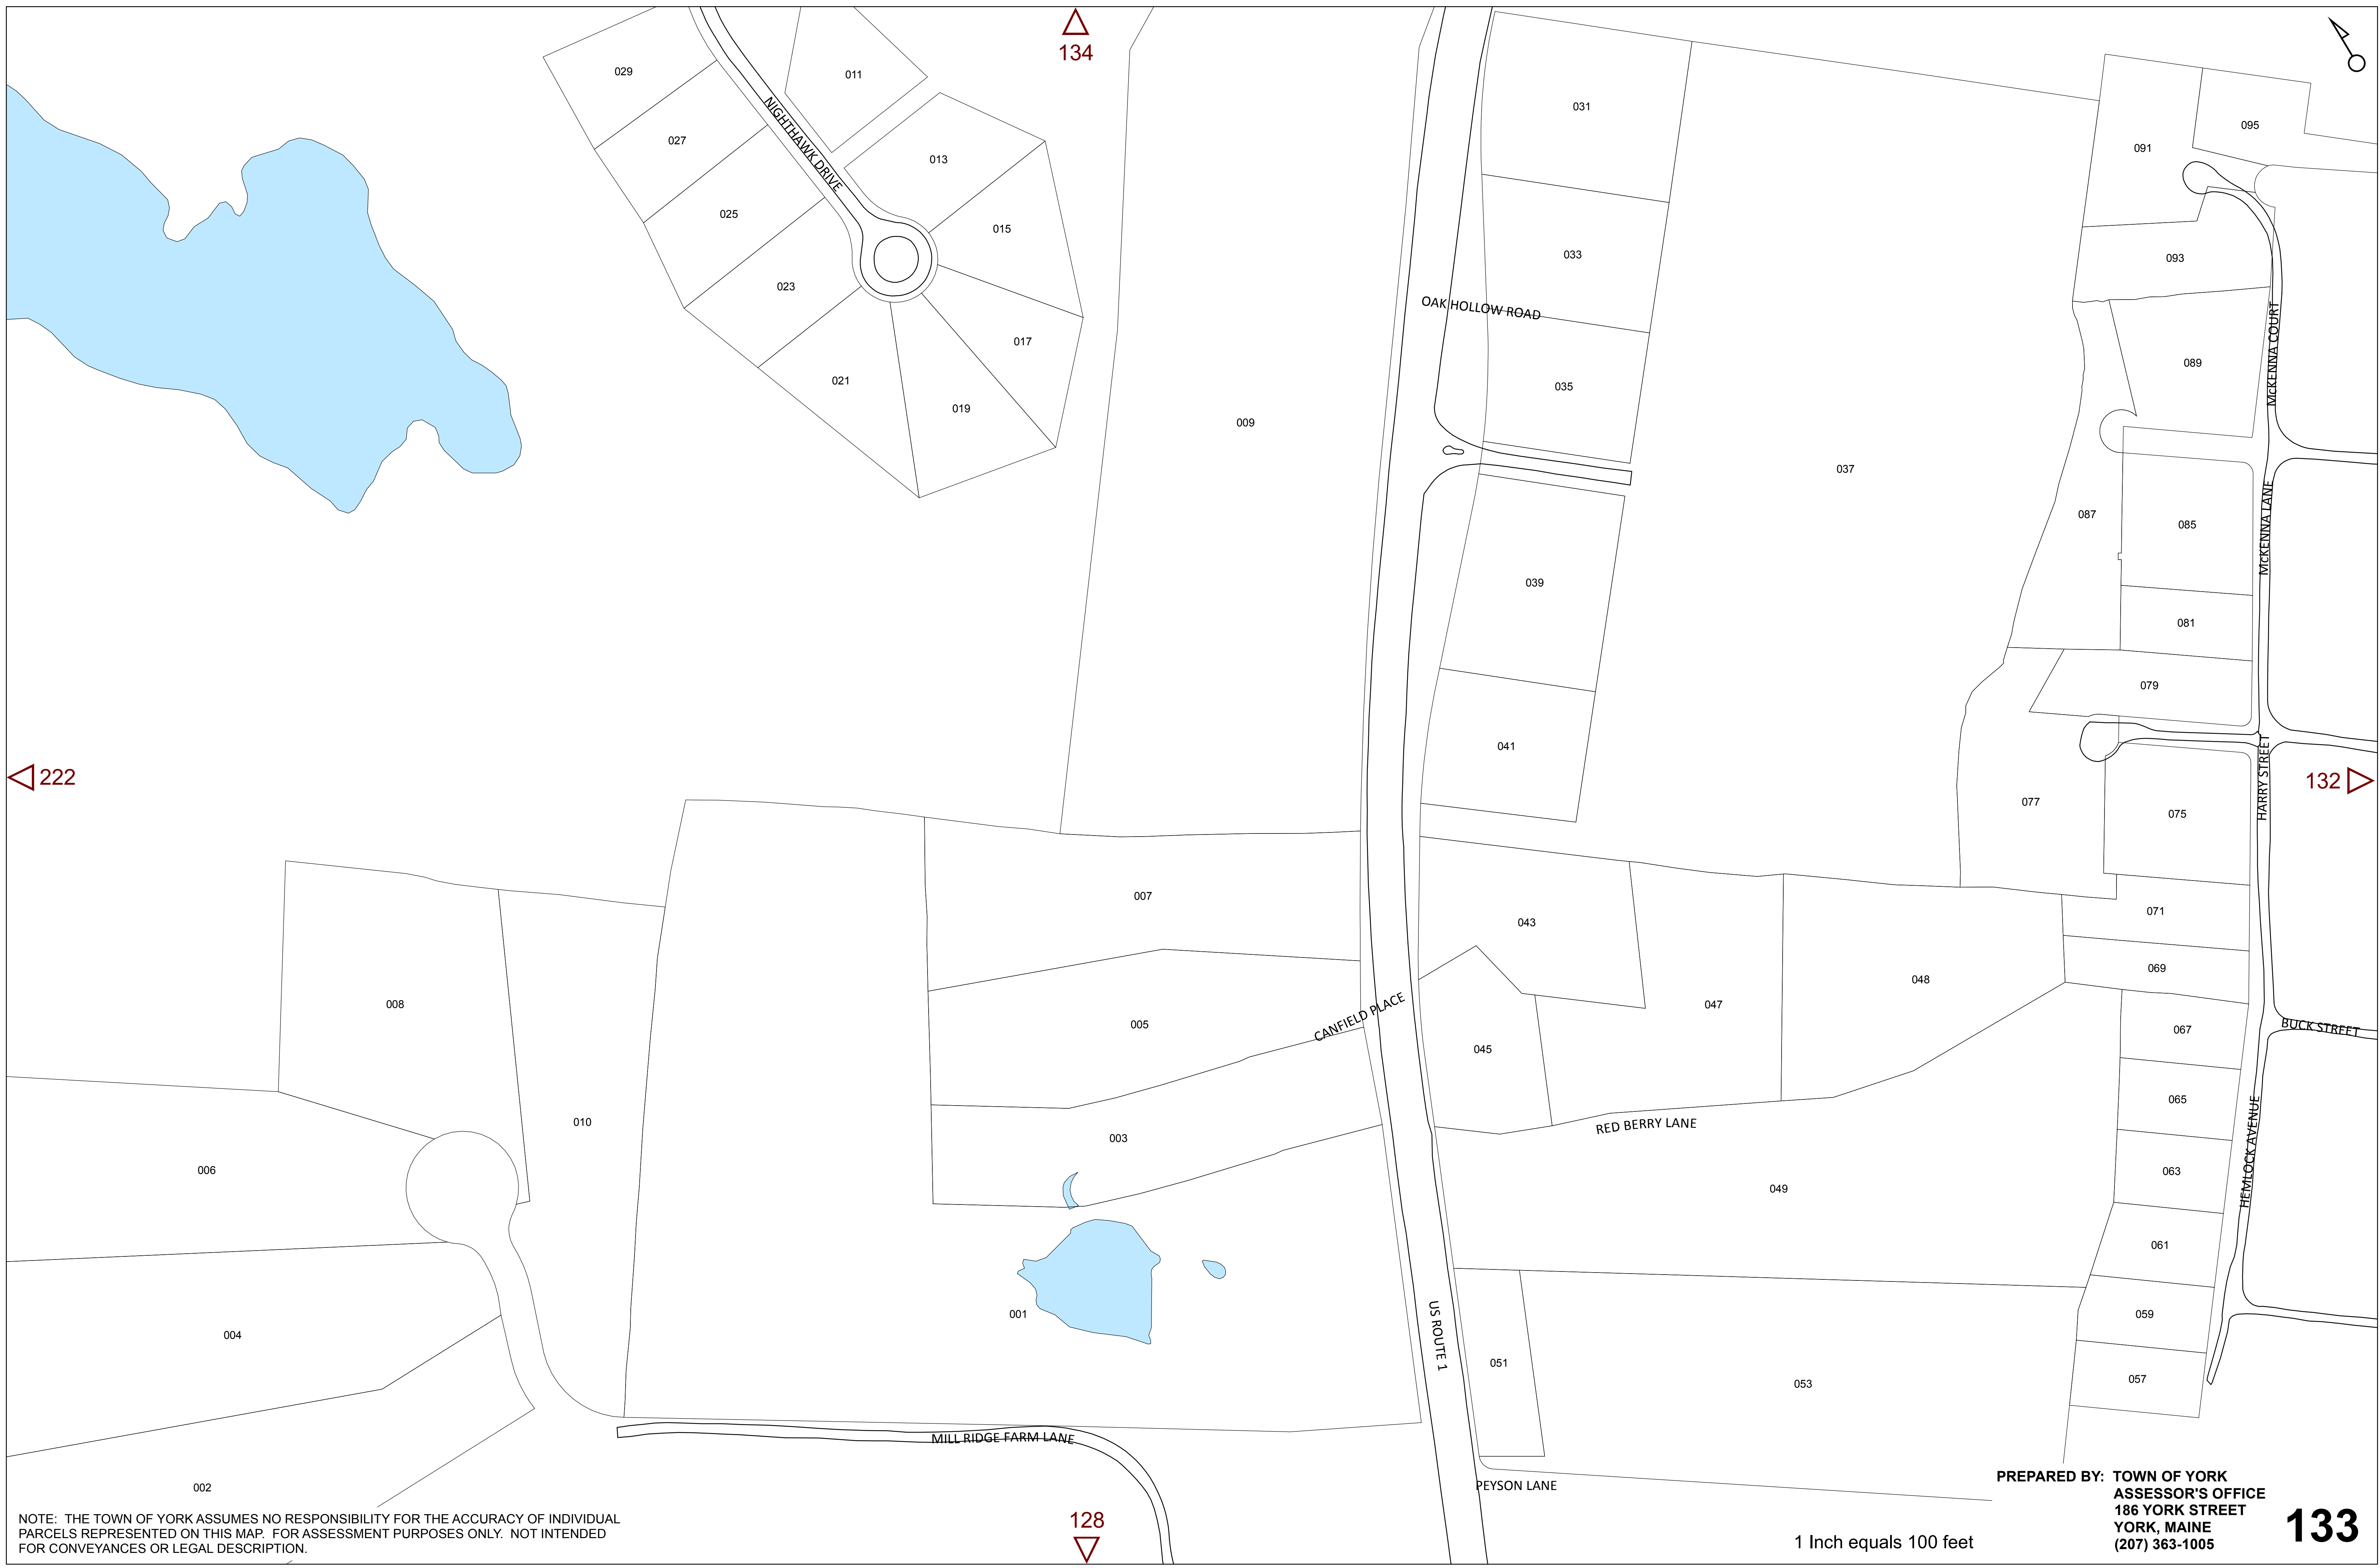 134
029
011
027
NIGHTHAWK DRIVE
013
025
015
023
017
021
019
009
031
033
OAK HOLLOW ROAD
035
037
039
041
095
091
093
089
McKENNA COURT
087
085
McKENNA LANE
081
079
HARRY STREET
077
075
222
132
007
008
005
CANFIELD PLACE
010
003
006
001
004
002
043
047
048
045
RED BERRY LANE
049
071
069
067
BUCK STREET
065
063
HEMLOCK AVENUE
061
059
057
US ROUTE 1
051
053
MILL RIDGE FARM LANE
PEYSON LANE
128
NOTE: THE TOWN OF YORK ASSUMES NO RESPONSIBILITY FOR THE ACCURACY OF INDIVIDUAL
PARCELS REPRESENTED ON THIS MAP. FOR ASSESSMENT PURPOSES ONLY. NOT INTENDED
FOR CONVEYANCES OR LEGAL DESCRIPTION.
1 Inch equals 100 feet
PREPARED BY: TOWN OF YORK
ASSESSOR'S OFFICE
186 YORK STREET
YORK, MAINE
(207) 363-1005
133